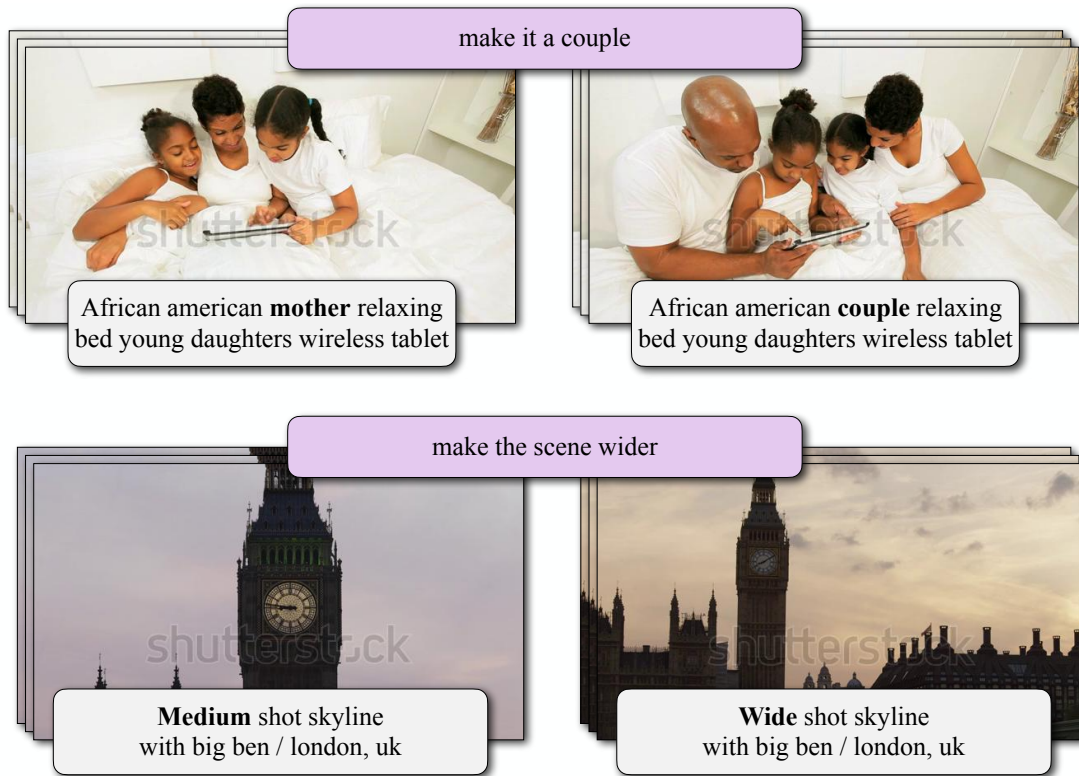 make it a couple
shutterstock
shutterstock
African american mother relaxing
bed young daughters wireless tablet
African american couple relaxing
bed young daughters wireless tablet
make the scene wider
shutterstock
shutterstock
Medium shot skyline
with big ben / london, uk
Wide shot skyline
with big ben / london, uk